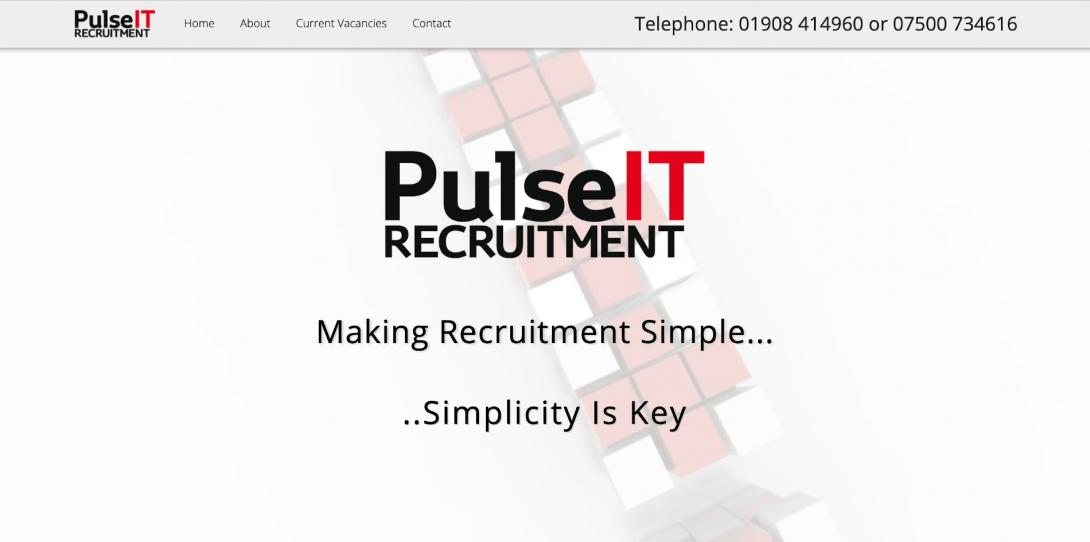 PulseIT
RECRUITMENT
Home About Current Vacancies Contact
Telephone: 01908 414960 or 07500 734616
PulseIT
RECRUITMENT
Making Recruitment Simple...
..Simplicity Is Key